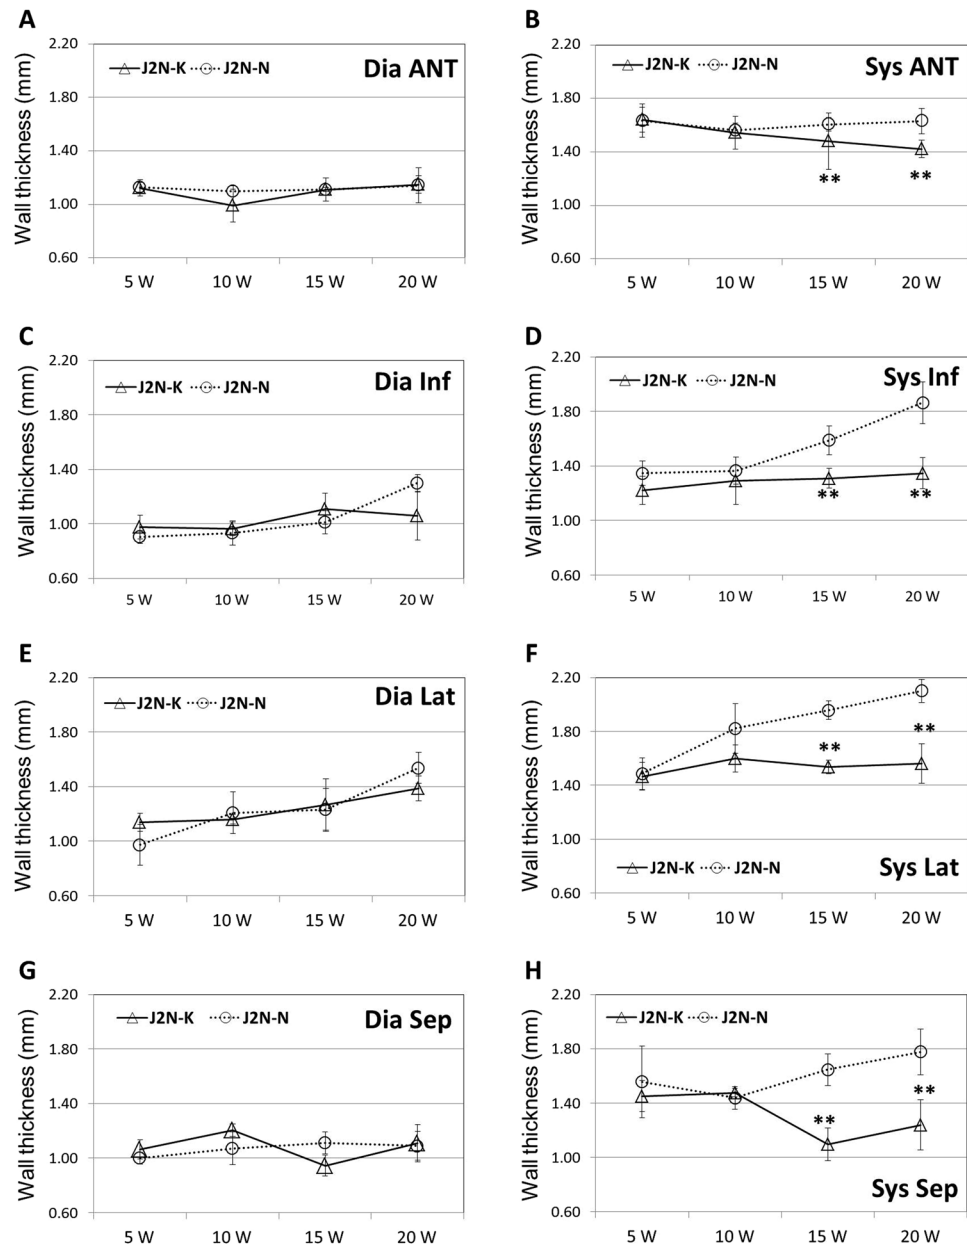 A
Wall thickness (mm)
2.20
1.80
1.40
1.00
0.60
J2N-K J2N-N
Dia ANT
5 W 10 W 15 W 20 W
B
Wall thickness (mm)
2.20
1.80
1.40
1.00
0.60
J2N-K J2N-N
Sys ANT
** **
5 W 10 W 15 W 20 W
C
Wall thickness (mm)
2.20
1.80
1.40
1.00
0.60
J2N-K J2N-N
Dia Inf
5 W 10 W 15 W 20 W
D
Wall thickness (mm)
2.20
1.80
1.40
1.00
0.60
J2N-K J2N-N
Sys Inf
** **
5 W 10 W 15 W 20 W
E
Wall thickness (mm)
2.20
1.80
1.40
1.00
0.60
J2N-K J2N-N
Dia Lat
5 W 10 W 15 W 20 W
F
Wall thickness (mm)
2.20
1.80
1.40
1.00
0.60
** **
J2N-K J2N-N
Sys Lat
5 W 10 W 15 W 20 W
G
Wall thickness (mm)
2.20
1.80
1.40
1.00
0.60
J2N-K J2N-N
Dia Sep
5 W 10 W 15 W 20 W
H
Wall thickness (mm)
2.20
1.80
1.40
1.00
0.60
J2N-K J2N-N
** **
Sys Sep
5 W 10 W 15 W 20 W